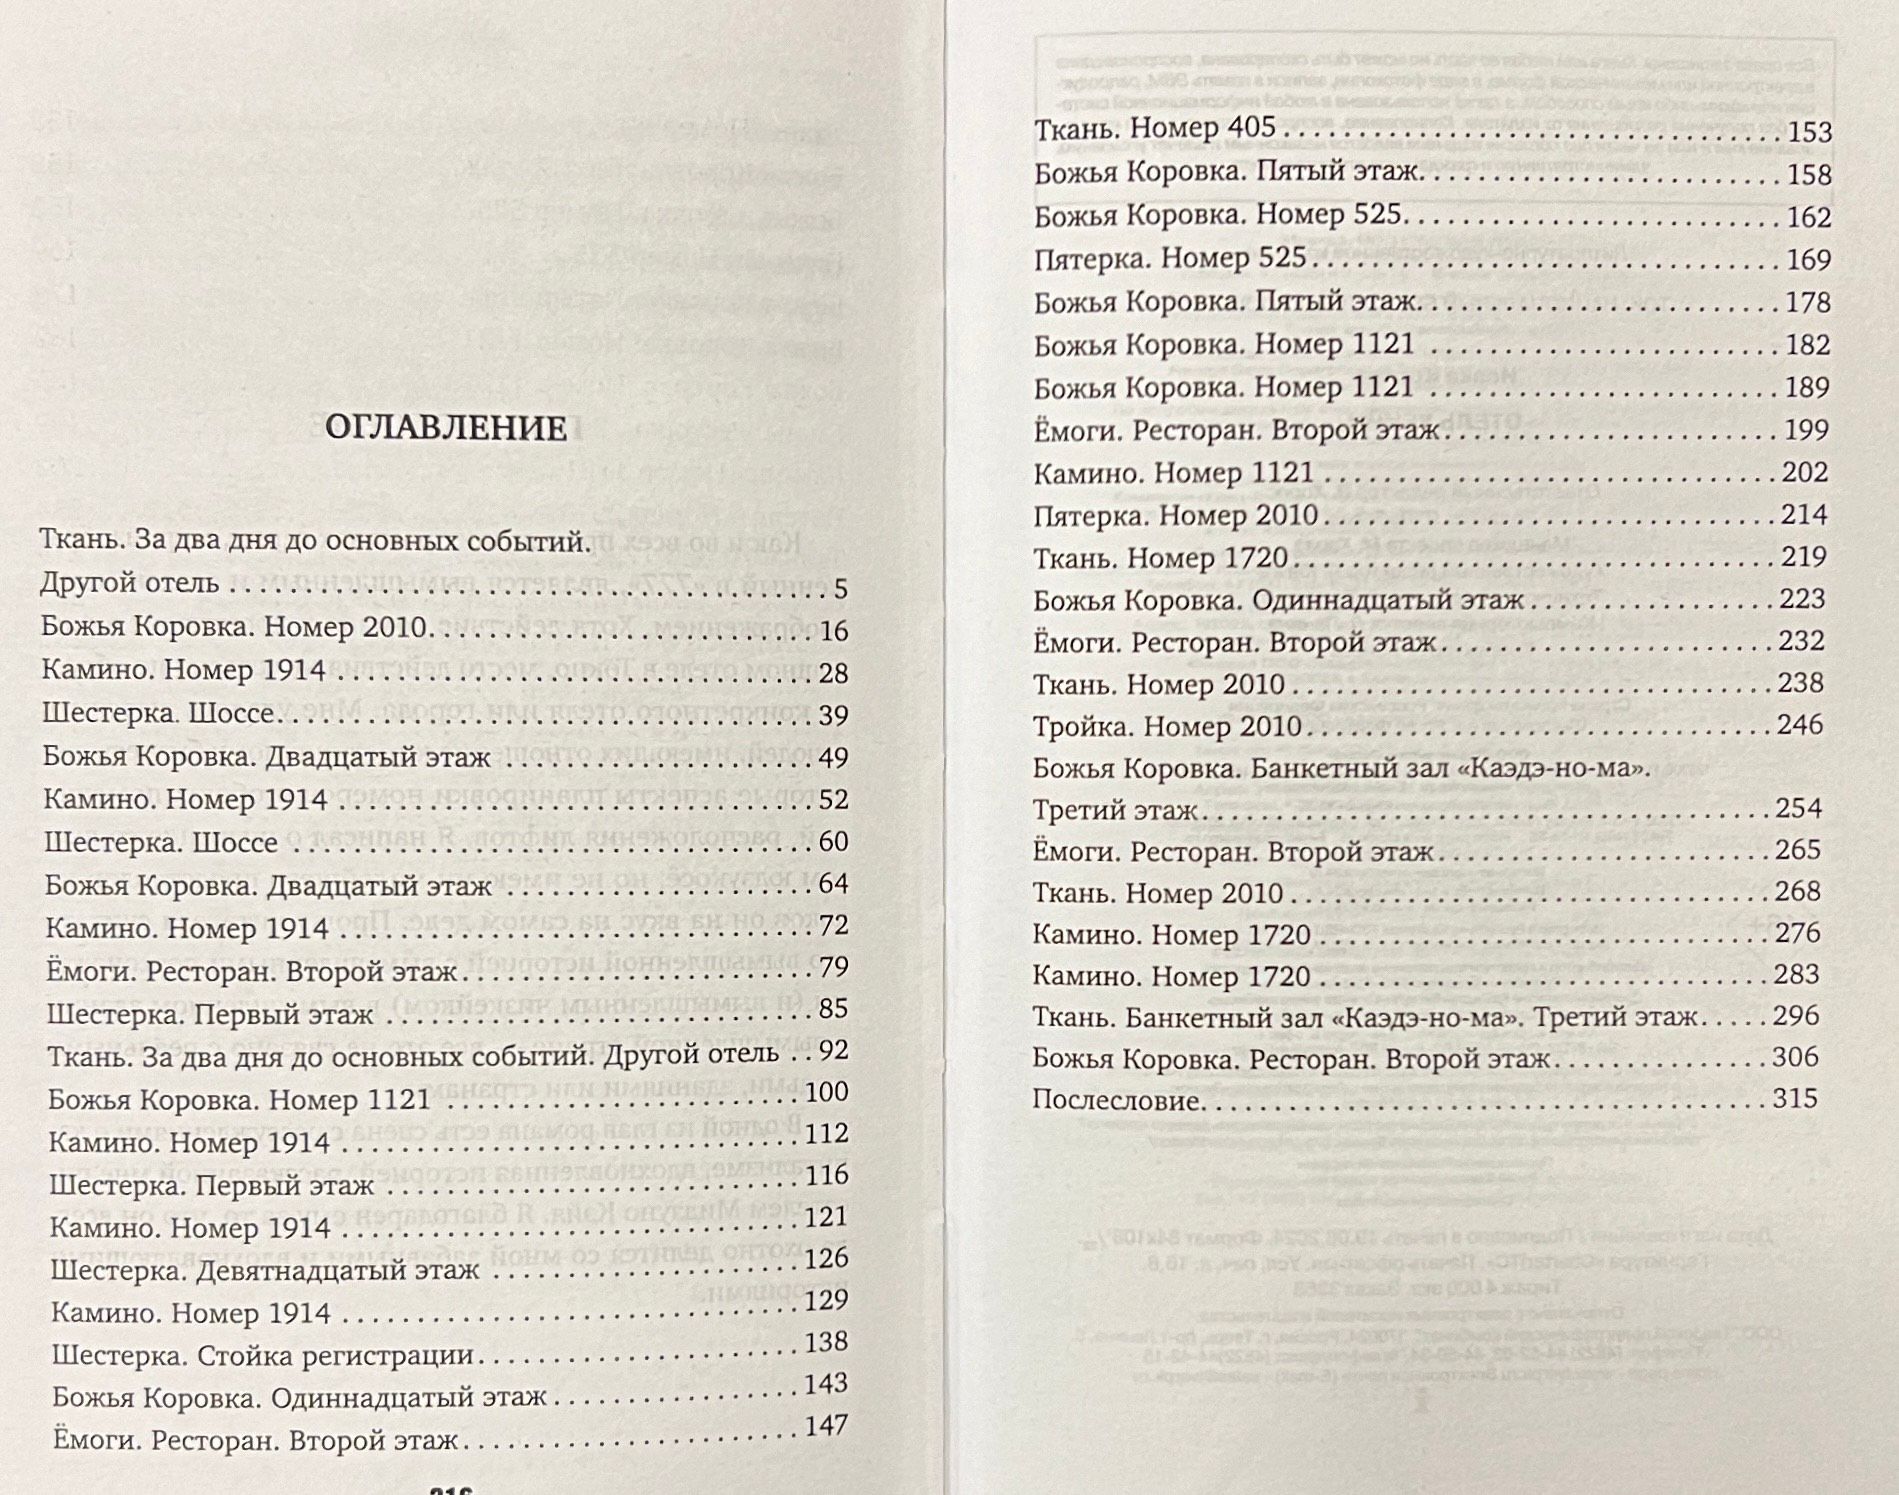 ОГЛАВЛЕНИЕ
Ткань. За два дня до основных событий.
Другой отель . . . . . . . . . . . . . . . . . . . . 5
Божья Коровка. Номер 2010. . . . . . . . . . . . . . . . . . . . 16
Камино. Номер 1914 . . . . . . . . . . . . . . . . . . . . 28
Шестерка. Шоссе. . . . . . . . . . . . . . . . . . . . 39
Божья Коровка. Двадцатый этаж . . . . . . . . . . . . . . . . . . . . 49
Камино. Номер 1914 . . . . . . . . . . . . . . . . . . . . 52
Шестерка. Шоссе . . . . . . . . . . . . . . . . . . . . 60
Божья Коровка. Двадцатый этаж . . . . . . . . . . . . . . . . . . . . 64
Камино. Номер 1914 . . . . . . . . . . . . . . . . . . . . 72
Ёмоги. Ресторан. Второй этаж. . . . . . . . . . . . . . . . . . . . 79
Шестерка. Первый этаж . . . . . . . . . . . . . . . . . . . . 85
Ткань. За два дня до основных событий. Другой отель . . 92
Божья Коровка. Номер 1121 . . . . . . . . . . . . . . . . . . . . 100
Камино. Номер 1914 . . . . . . . . . . . . . . . . . . . . 112
Шестерка. Первый этаж . . . . . . . . . . . . . . . . . . . . 116
Камино. Номер 1914 . . . . . . . . . . . . . . . . . . . . 121
Шестерка. Девятнадцатый этаж . . . . . . . . . . . . . . . . . . . . 126
Камино. Номер 1914 . . . . . . . . . . . . . . . . . . . . 129
Шестерка. Стойка регистрации. . . . . . . . . . . . . . . . . . . . 138
Божья Коровка. Одиннадцатый этаж . . . . . . . . . . . . . . . 143
Ёмоги. Ресторан. Второй этаж. . . . . . . . . . . . . . . . . . . . 147
Ткань. Номер 405 . . . . . . . . . . . . . . . . . . . . 153
Божья Коровка. Пятый этаж. . . . . . . . . . . . . . . . . . . . 158
Божья Коровка. Номер 525. . . . . . . . . . . . . . . . . . . . 162
Пятерка. Номер 525. . . . . . . . . . . . . . . . . . . . 169
Божья Коровка. Пятый этаж. . . . . . . . . . . . . . . . . . . . 178
Божья Коровка. Номер 1121 . . . . . . . . . . . . . . . . . . . . 182
Божья Коровка. Номер 1121 . . . . . . . . . . . . . . . . . . . . 189
Ёмоги. Ресторан. Второй этаж. . . . . . . . . . . . . . . . . . . . 199
Камино. Номер 1121 . . . . . . . . . . . . . . . . . . . . 202
Пятерка. Номер 2010 . . . . . . . . . . . . . . . . . . . . 214
Ткань. Номер 1720 . . . . . . . . . . . . . . . . . . . . 219
Божья Коровка. Одиннадцатый этаж . . . . . . . . . . . . . . . 223
Ёмоги. Ресторан. Второй этаж. . . . . . . . . . . . . . . . . . . . 232
Ткань. Номер 2010 . . . . . . . . . . . . . . . . . . . . 238
Тройка. Номер 2010. . . . . . . . . . . . . . . . . . . . 246
Божья Коровка. Банкетный зал «Каэдэ-но-ма».
Третий этаж. . . . . . . . . . . . . . . . . . . . 254
Ёмоги. Ресторан. Второй этаж. . . . . . . . . . . . . . . . . . . . 265
Ткань. Номер 2010 . . . . . . . . . . . . . . . . . . . . 268
Камино. Номер 1720 . . . . . . . . . . . . . . . . . . . . 276
Камино. Номер 1720 . . . . . . . . . . . . . . . . . . . . 283
Ткань. Банкетный зал «Каэдэ-но-ма». Третий этаж. . . . . 296
Божья Коровка. Ресторан. Второй этаж. . . . . . . . . . . . . . . 306
Послесловие. . . . . . . . . . . . . . . . . . . . 315